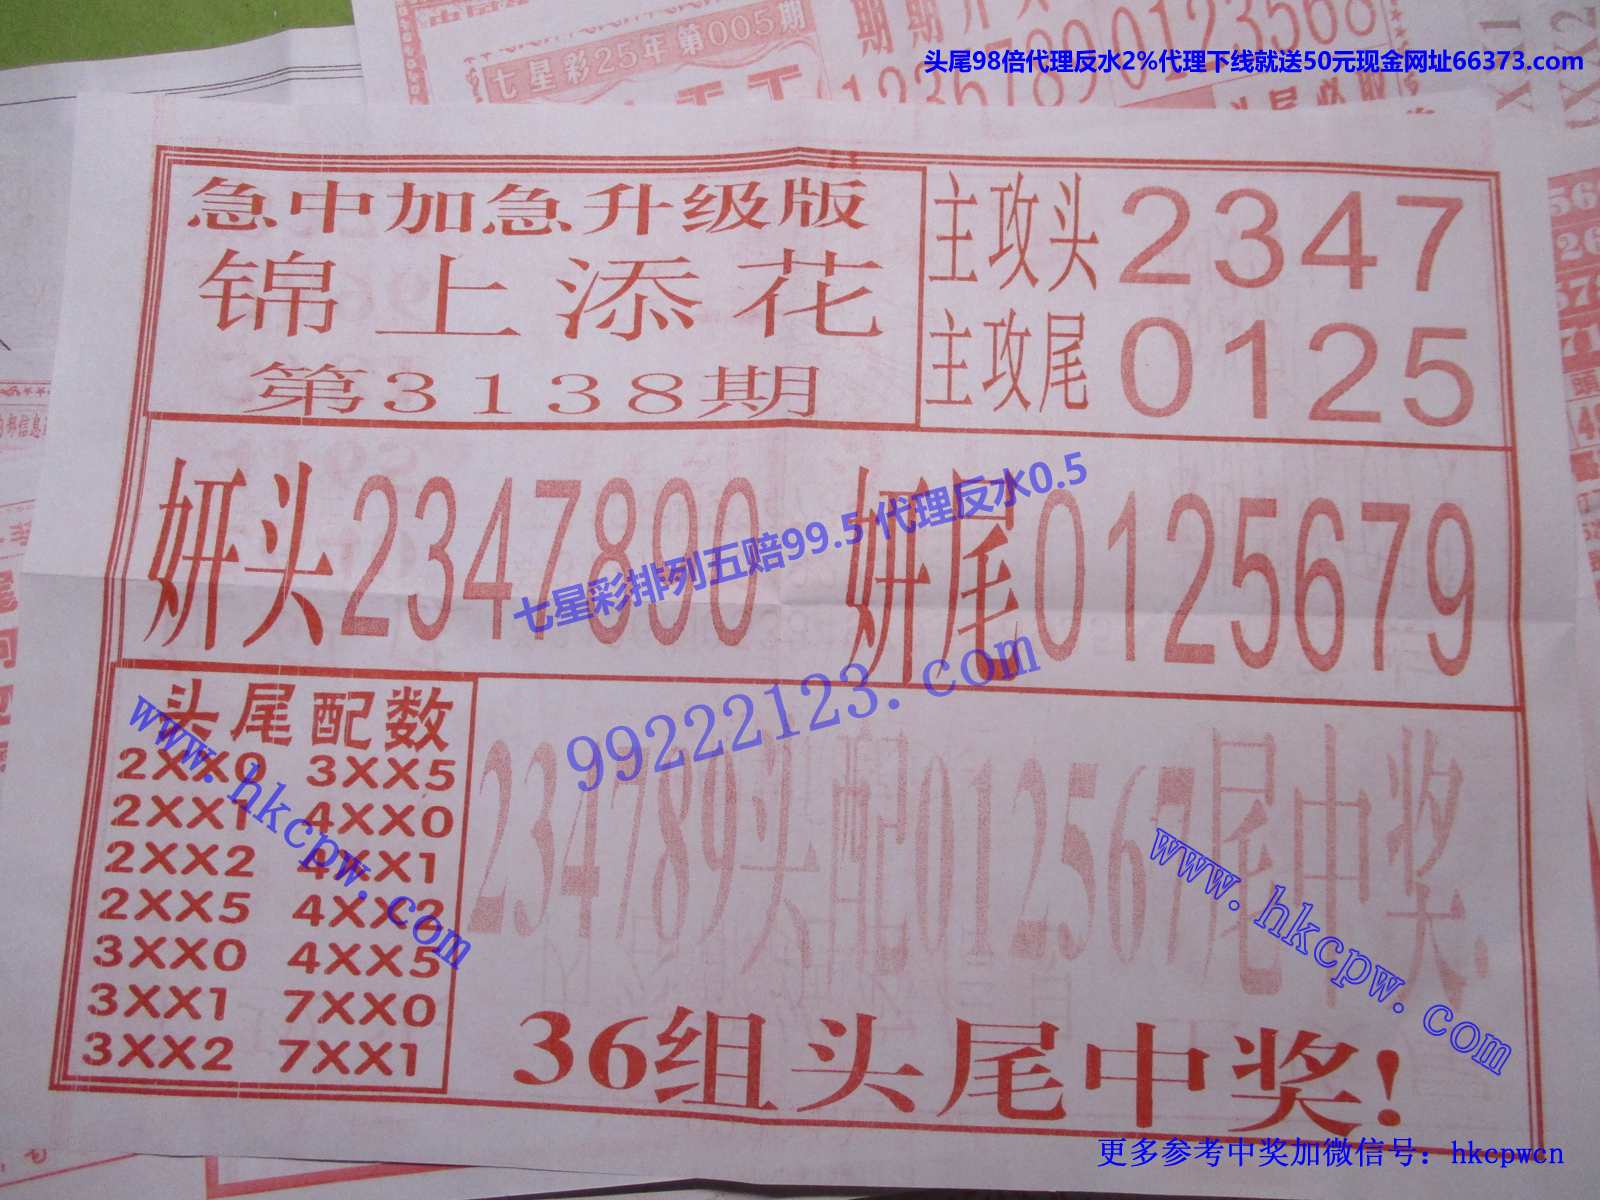 七星彩25年第005期
头尾98倍代理反水2%代理下线就送50元现金网址66373.com
急中加急升级版
锦上添花
第3138期
主攻头2347
主攻尾0125
妍头2347890
妍尾0125679
七星彩排列五赔99.5 代理反水0.5
99222123.com
头尾配数
2XX0 3XX5
2XX1 4XX0
2XX2 4XX1
2XX5 4XX2
3XX0 4XX5
3XX1 7XX0
3XX2 7XX1
www.hkcpw.com
234789头配012567尾中奖.
www.hkcpw.com
36组头尾中奖!
更多参考中奖加微信号：hkcpwcn